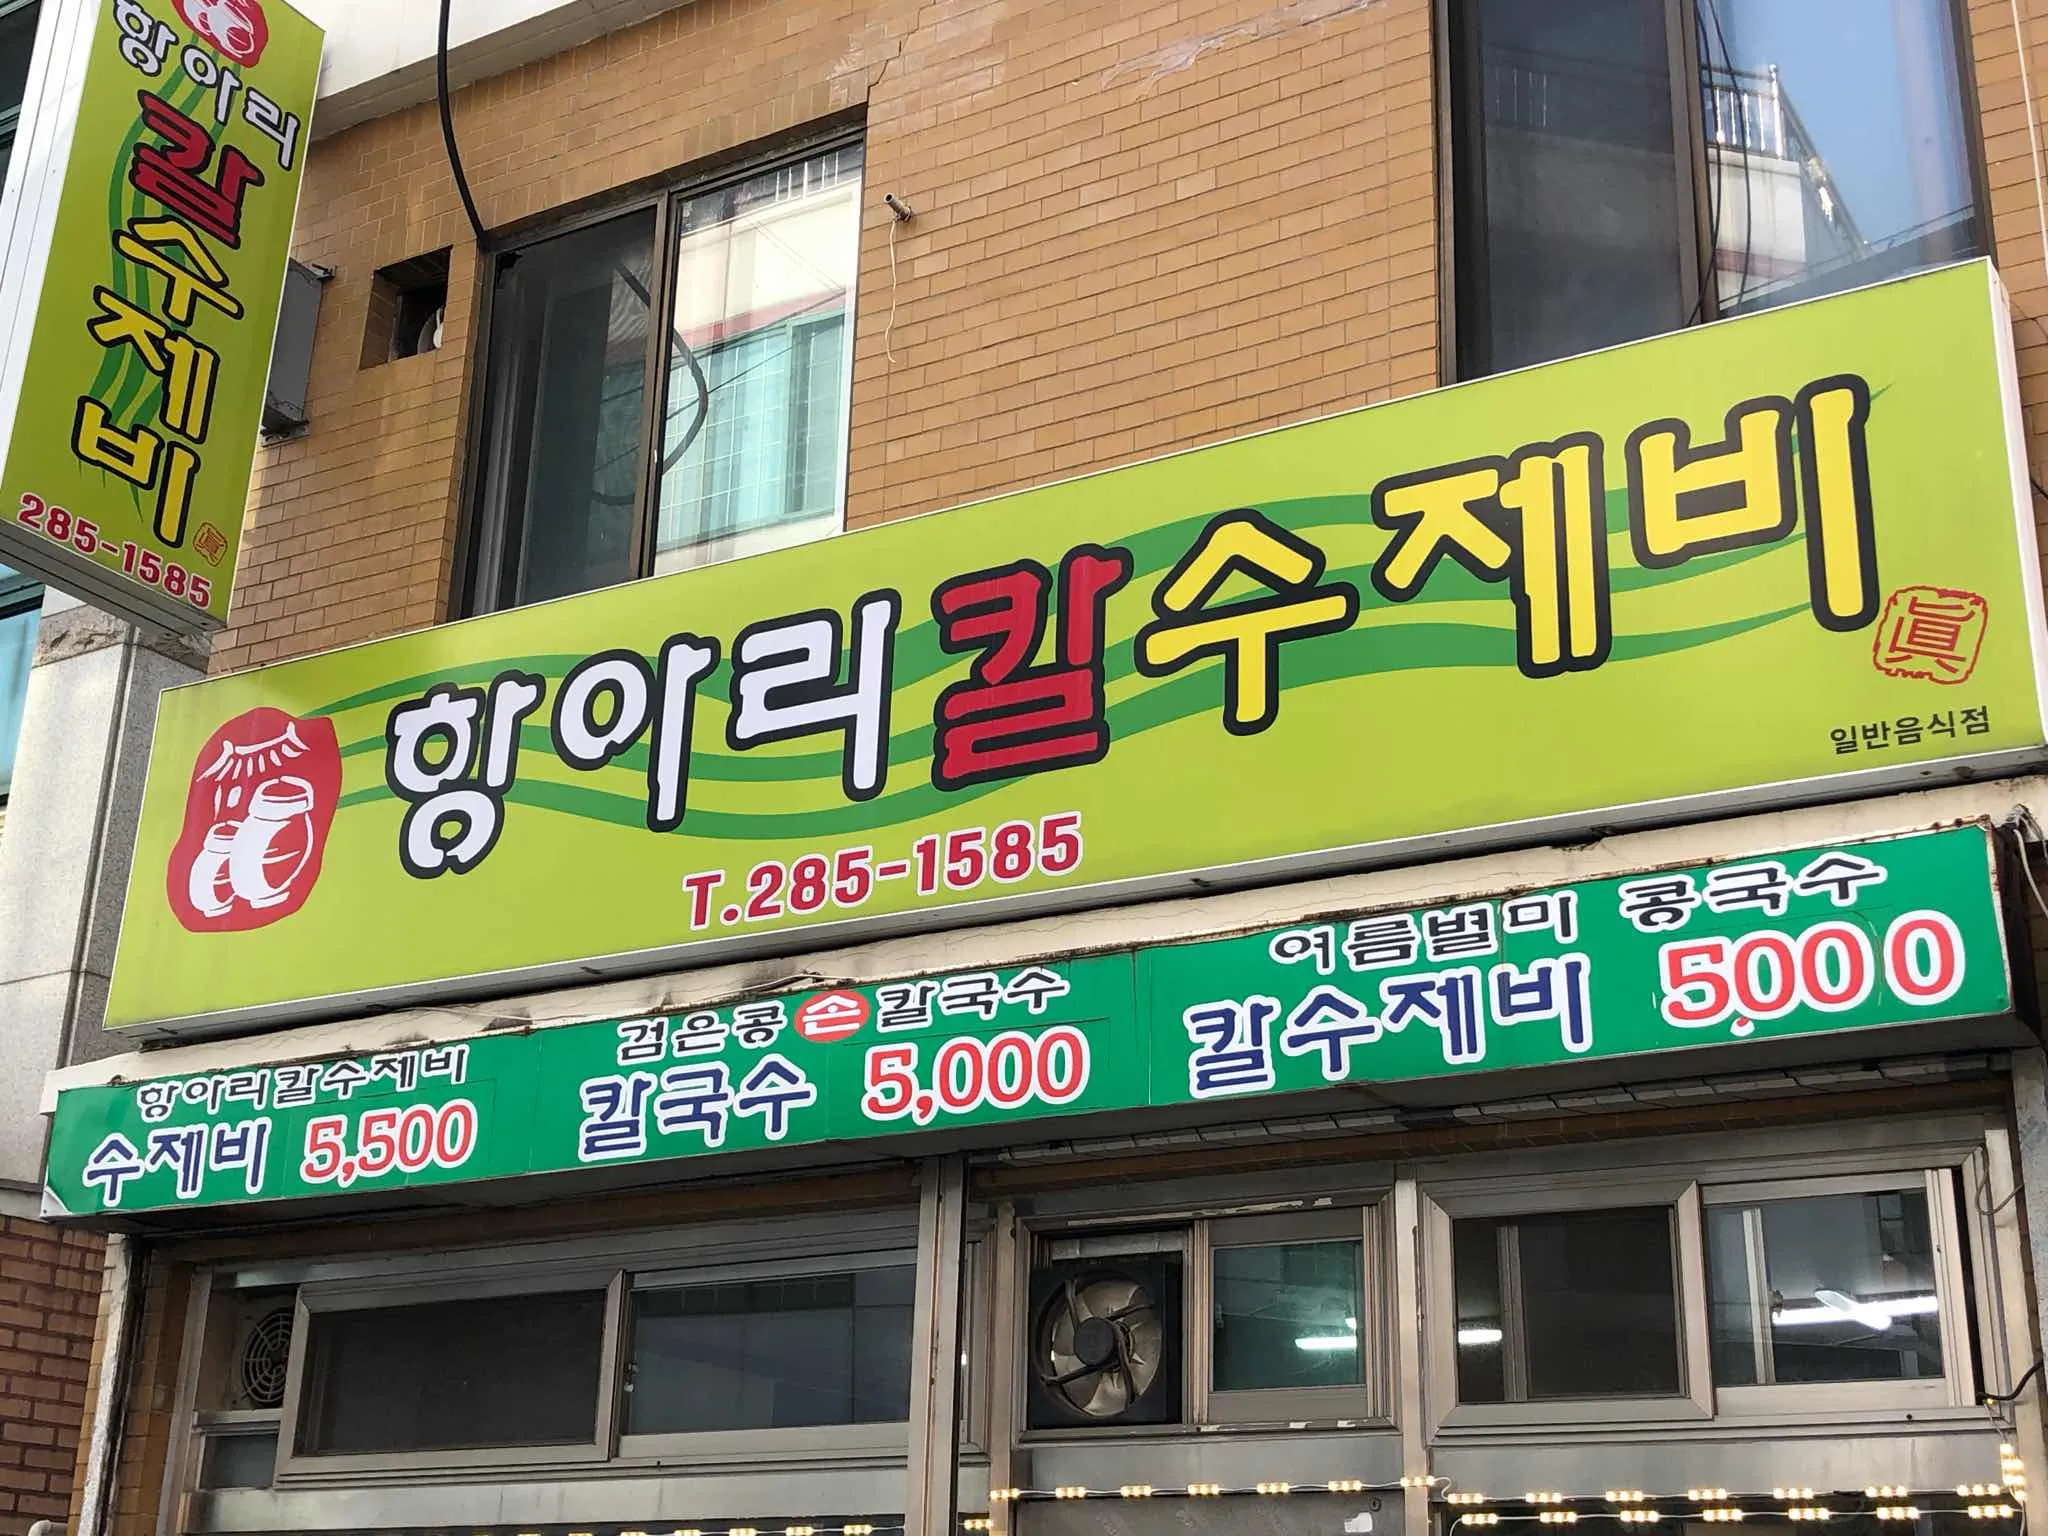 항아리
칼수제비
285-1585
眞
항아리칼수제비
眞
일반음식점
T.285-1585
항아리칼수제비
수제비 5,500
검은콩손칼국수
칼국수 5,000
여름별미 콩국수
칼수제비 5000 0